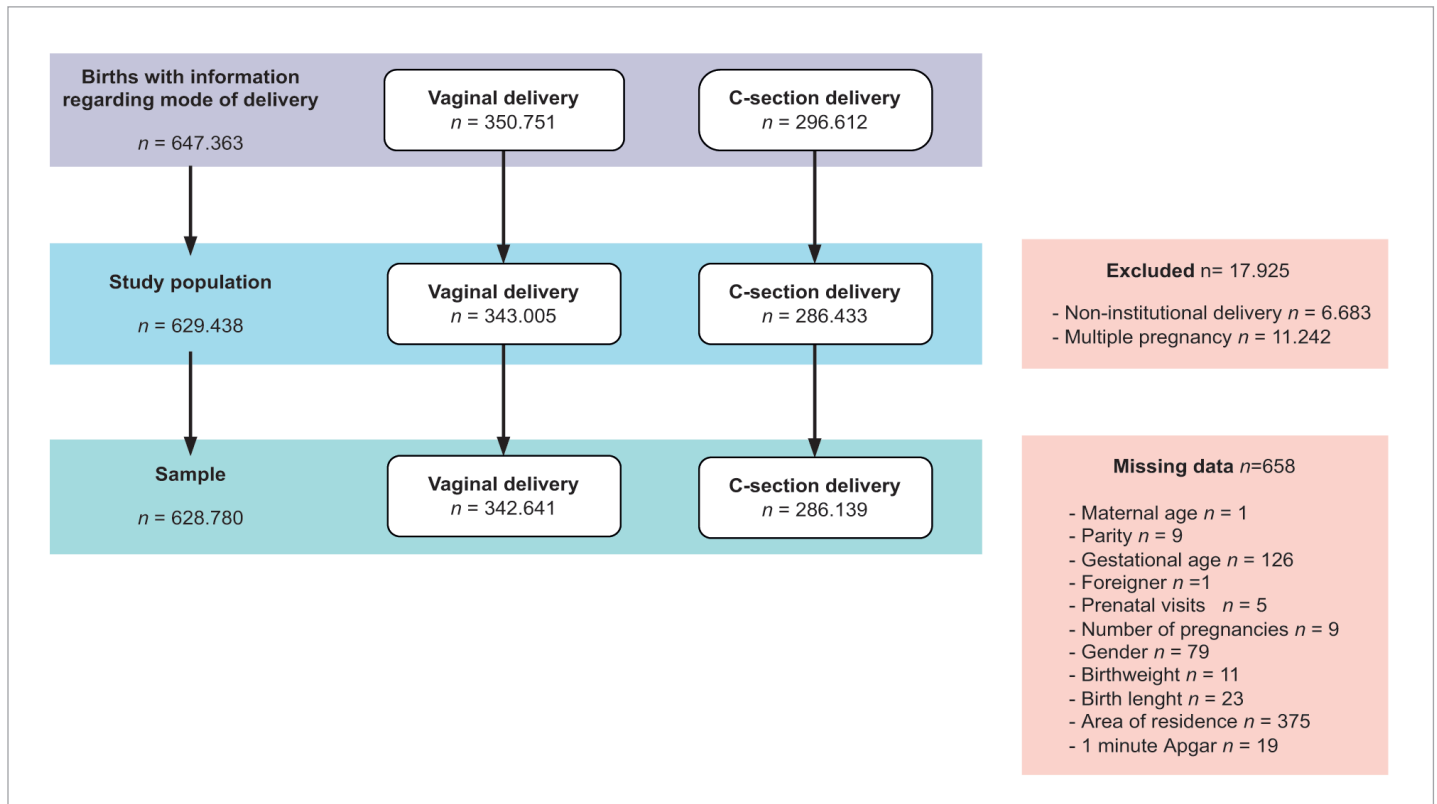 Births with information
regarding mode of delivery
n = 647.363
Vaginal delivery
n = 350.751
C-section delivery
n = 296.612
Study population
n = 629.438
Vaginal delivery
n = 343.005
C-section delivery
n = 286.433
Excluded n= 17.925
- Non-institutional delivery n = 6.683
- Multiple pregnancy n = 11.242
Sample
n = 628.780
Vaginal delivery
n = 342.641
C-section delivery
n = 286.139
Missing data n=658
- Maternal age n = 1
- Parity n = 9
- Gestational age n = 126
- Foreigner n =1
- Prenatal visits n = 5
- Number of pregnancies n = 9
- Gender n = 79
- Birthweight n = 11
- Birth lenght n = 23
- Area of residence n = 375
- 1 minute Apgar n = 19